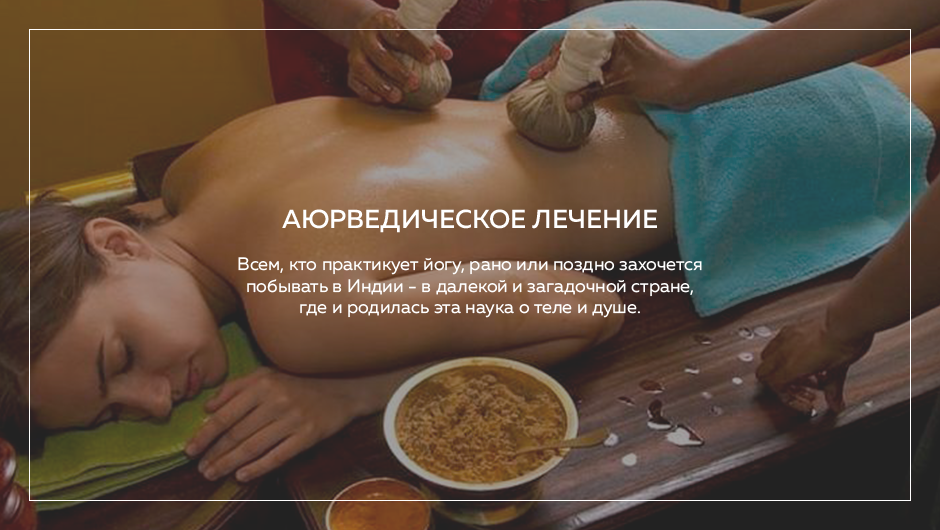 АЮРВЕДИЧЕСКОЕ ЛЕЧЕНИЕ
Всем, кто практикует йогу, рано или поздно захочется
побывать в Индии - в далекой и загадочной стране,
где и родилась эта наука о теле и душе.